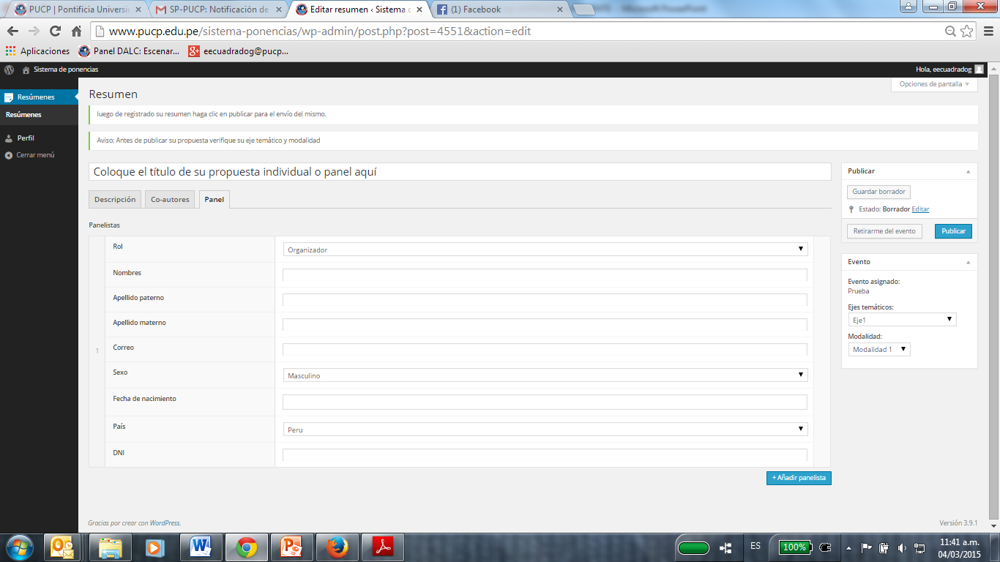 PUCP | Pontificia Universi
SP-PUCP: Notificación de
Editar resumen ‹ Sistema d
(1) Facebook
Microsoft PowerPoint
www.pucp.edu.pe/sistema-ponencias/wp-admin/post.php?post=4551&action=edit
Aplicaciones
Panel DALC: Escenar...
eecuadradog@pucp...
Sistema de ponencias
Hola, eecuadradog
Opciones de pantalla
Resúmenes
Resúmenes
Perfil
Cerrar menú
Resumen
luego de registrado su resumen haga clic en publicar para el envío del mismo.
Aviso: Antes de publicar su propuesta verifique su eje temático y modalidad
Coloque el título de su propuesta individual o panel aquí
Descripción
Co-autores
Panel
Panelistas
1
Rol
Organizador
Nombres
Apellido paterno
Apellido materno
Correo
Sexo
Masculino
Fecha de nacimiento
País
Peru
DNI
+ Añadir panelista
Publicar
Guardar borrador
Estado: Borrador Editar
Retirarme del evento
Publicar
Evento
Evento asignado:
Prueba
Ejes temáticos:
Eje1
Modalidad:
Modalidad 1
Gracias por crear con WordPress.
Versión 3.9.1
ES
100%
11:41 a.m.
04/03/2015